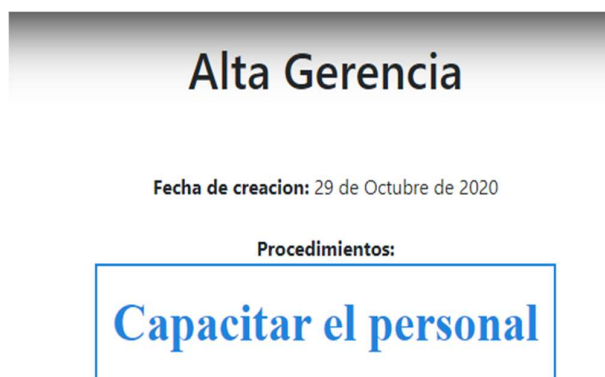 Alta Gerencia
Fecha de creacion: 29 de Octubre de 2020
Procedimientos:
Capacitar el personal